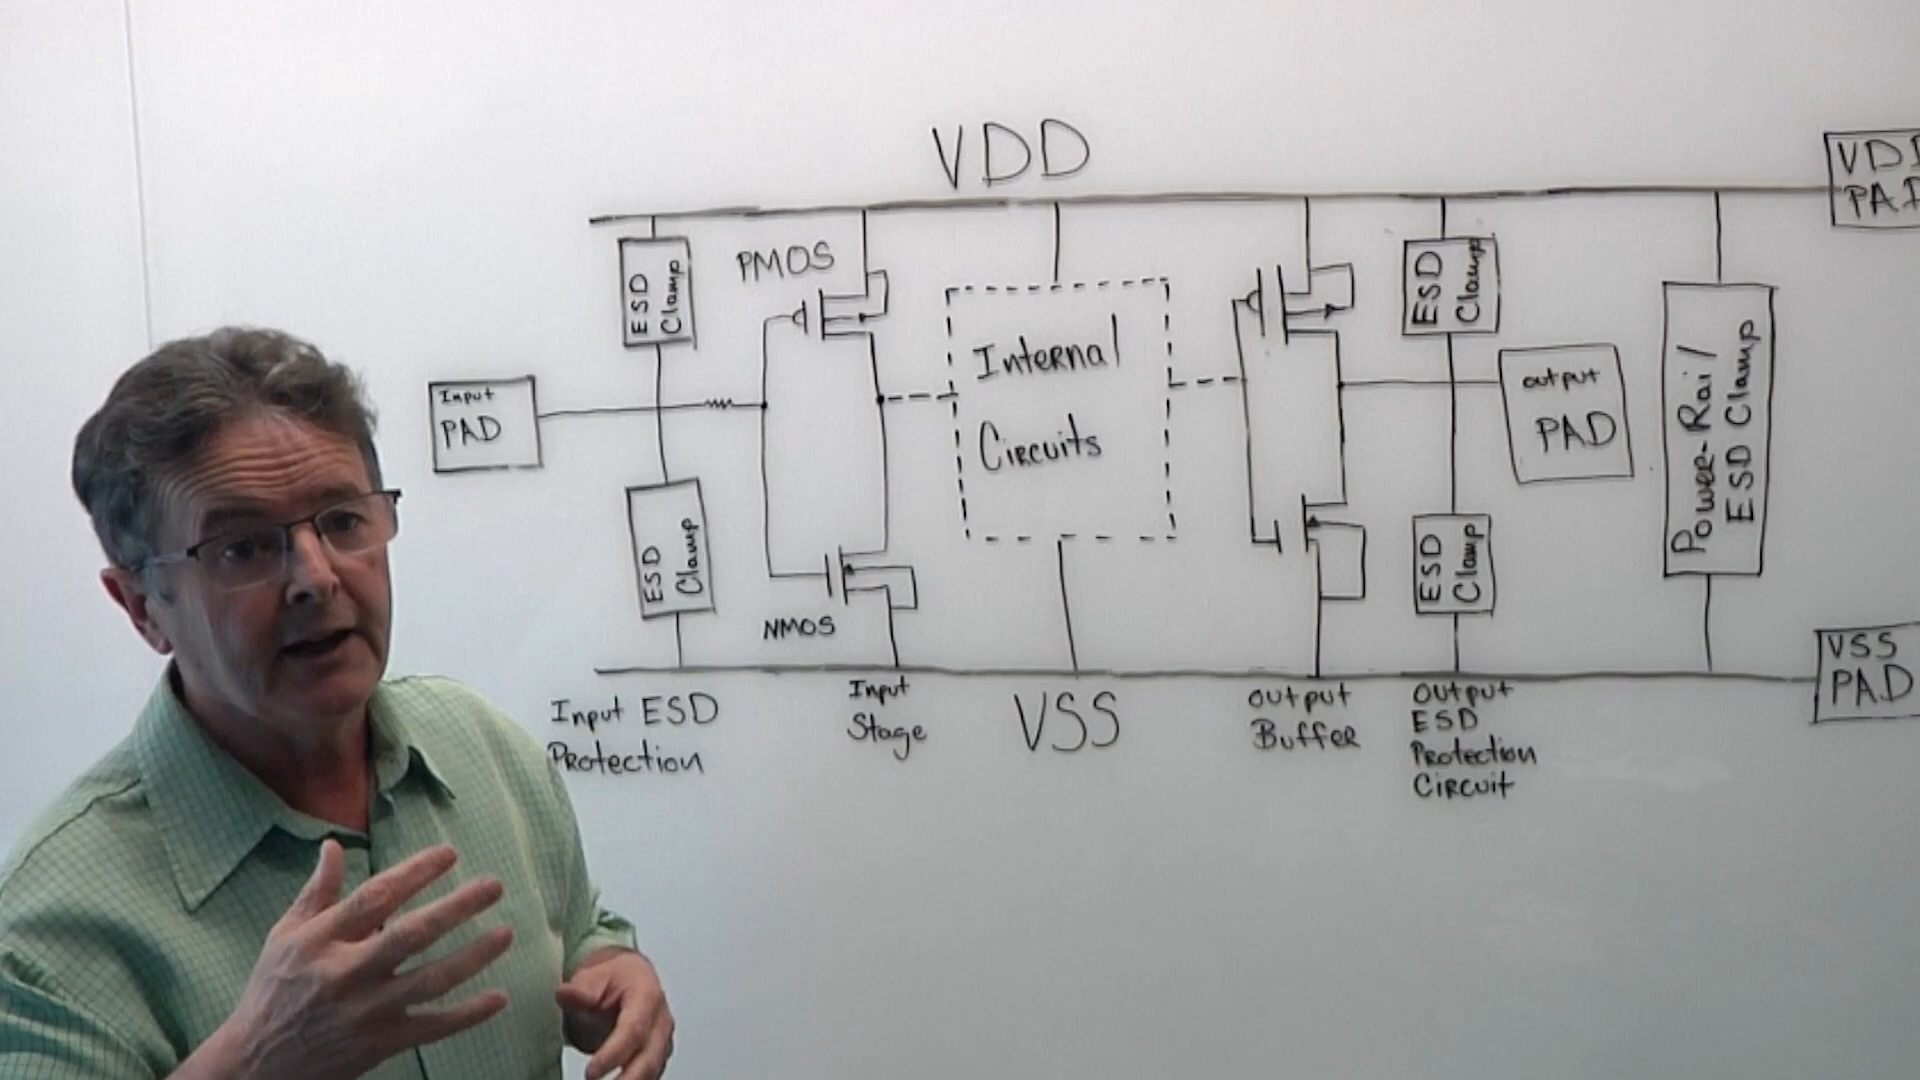 VDD
VDD
PAD
ESD
Clamp
PMOS
Input
PAD
Internal
Circuits
ESD
Clamp
output
PAD
Power-Rail
ESD Clamp
ESD
Clamp
NMOS
ESD
Clamp
VSS
PAD
Input ESD
Protection
Input
Stage
VSS
Output
Buffer
Output
ESD
Protection
Circuit